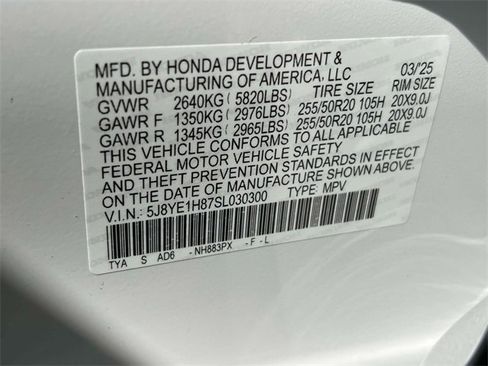 MFD. BY HONDA DEVELOPMENT &
MANUFACTURING OF AMERICA, LLC 03/25
GVWR 2640KG ( 5820LBS) TIRE SIZE RIM SIZE
GAWR F 1350KG ( 2976LBS) 255/50R20 105H 20X9.0J
GAWR R 1345KG ( 2965LBS) 255/50R20 105H 20X9.0J
THIS VEHICLE CONFORMS TO ALL APPLICABLE
FEDERAL MOTOR VEHICLE SAFETY
AND THEFT PREVENTION STANDARDS IN EFFECT
ON THE DATE OF MANUFACTURE SHOWN ABOVE.
V.I.N.: 5J8YE1H87SL030300 TYPE: MPV
TYA S AD6 -NH883PX -F-L